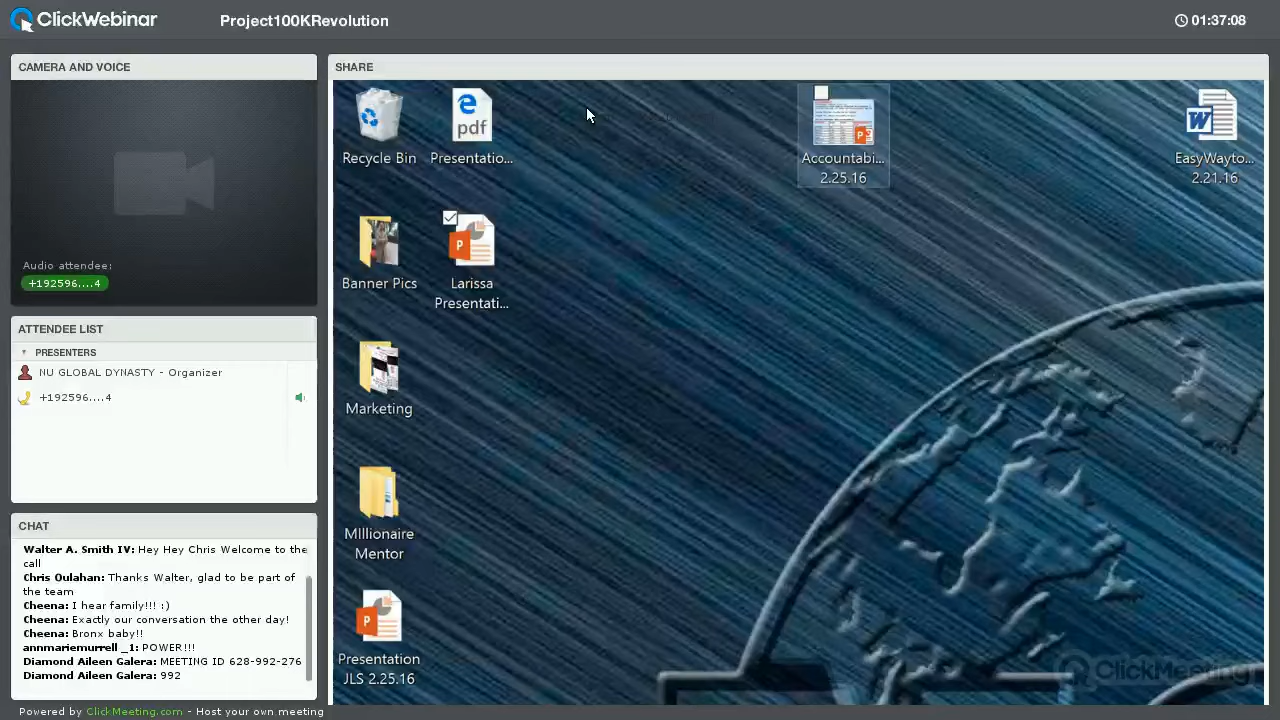 ClickWebinar
Project100KRevolution
01:37:08
CAMERA AND VOICE
Audio attendee:
+192596....4
ATTENDEE LIST
PRESENTERS
NU GLOBAL DYNASTY - Organizer
+192596....4
CHAT
Walter A. Smith IV: Hey Hey Chris Welcome to the
call
Chris Oulahan: Thanks Walter, glad to be part of
the team
Cheena: I hear family!!! :)
Cheena: Exactly our conversation the other day!
Cheena: Bronx baby!!
annmariemurrell _1: POWER!!!
Diamond Aileen Galera: MEETING ID 628-992-276
Diamond Aileen Galera: 992
Powered by ClickMeeting.com - Host your own meeting
SHARE
Recycle Bin
pdf
Presentatio...
Accountabi...
2.25.16
W
EasyWayto...
2.21.16
Banner Pics
P
Larissa
Presentati...
Marketing
MIllionaire
Mentor
P
Presentation
JLS 2.25.16
ClickMeeting